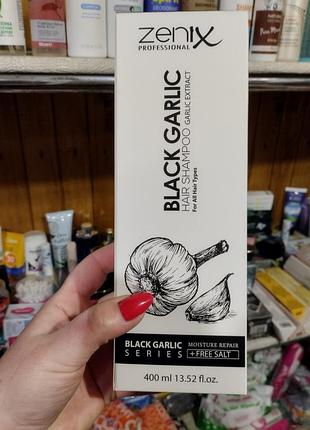 zenix
PROFESSIONAL
BLACK GARLIC
HAIR SHAMPOO GARLIC EXTRACT
For All Hair Types
BLACK GARLIC
SERIES
MOISTURE REPAIR
+FREE SALT
400 ml 13.52 fl.oz.